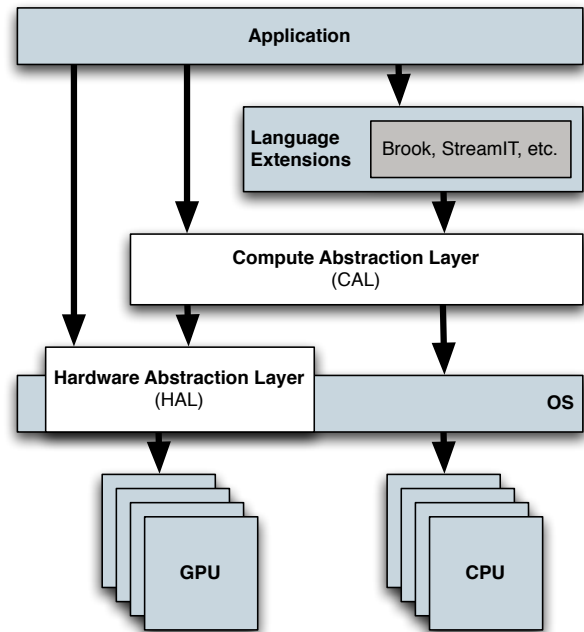 Application
Language
Extensions
Brook, StreamIT, etc.
Compute Abstraction Layer
(CAL)
Hardware Abstraction Layer
(HAL)
OS
GPU
CPU